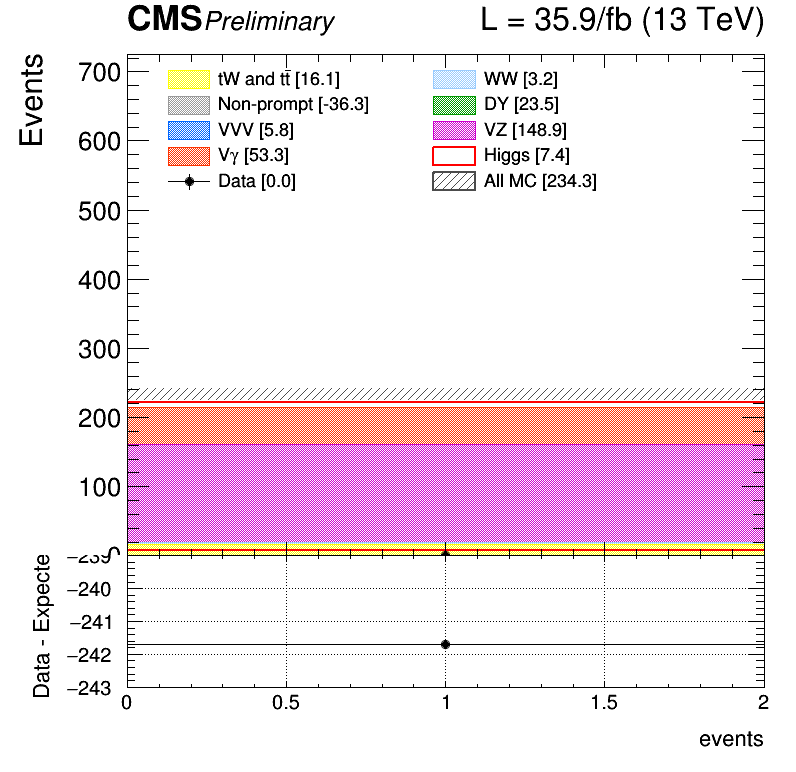 CMS Preliminary L = 35.9/fb (13 TeV)
Events
700
600
500
400
300
200
100
0
tW and tt̄ [16.1]
Non-prompt [-36.3]
VVV [5.8]
Vγ [53.3]
Data [0.0]
WW [3.2]
DY [23.5]
VZ [148.9]
Higgs [7.4]
All MC [234.3]
Data - Expecte
−239
−240
−241
−242
−243
0 0.5 1 1.5 2
events